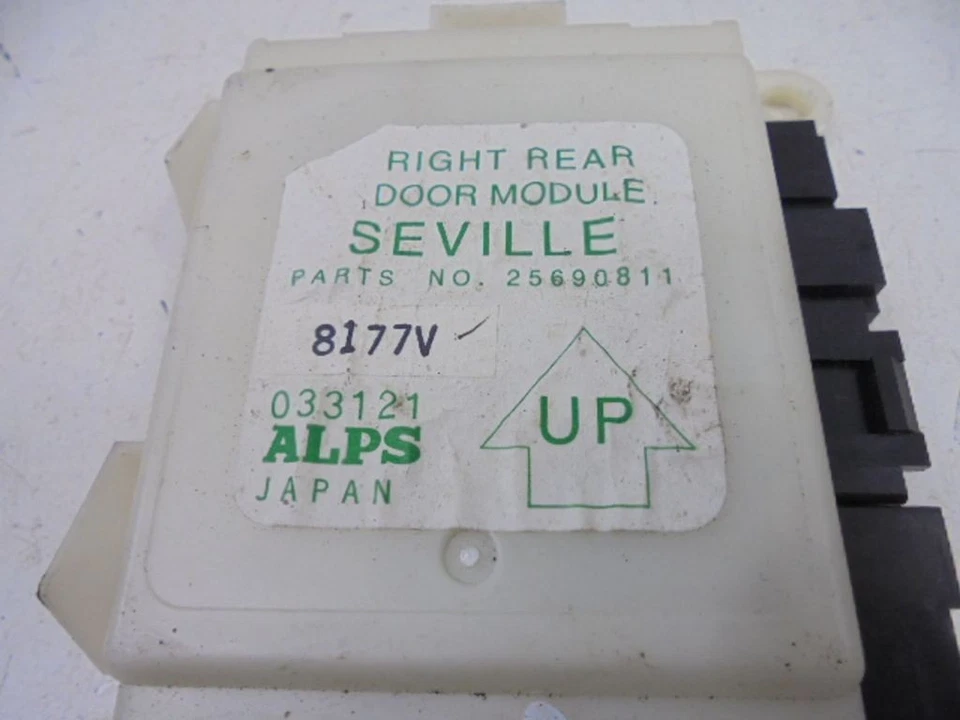 RIGHT REAR
DOOR MODULE
SEVILLE
PARTS NO. 25690811
8177V
033121
ALPS
JAPAN
UP